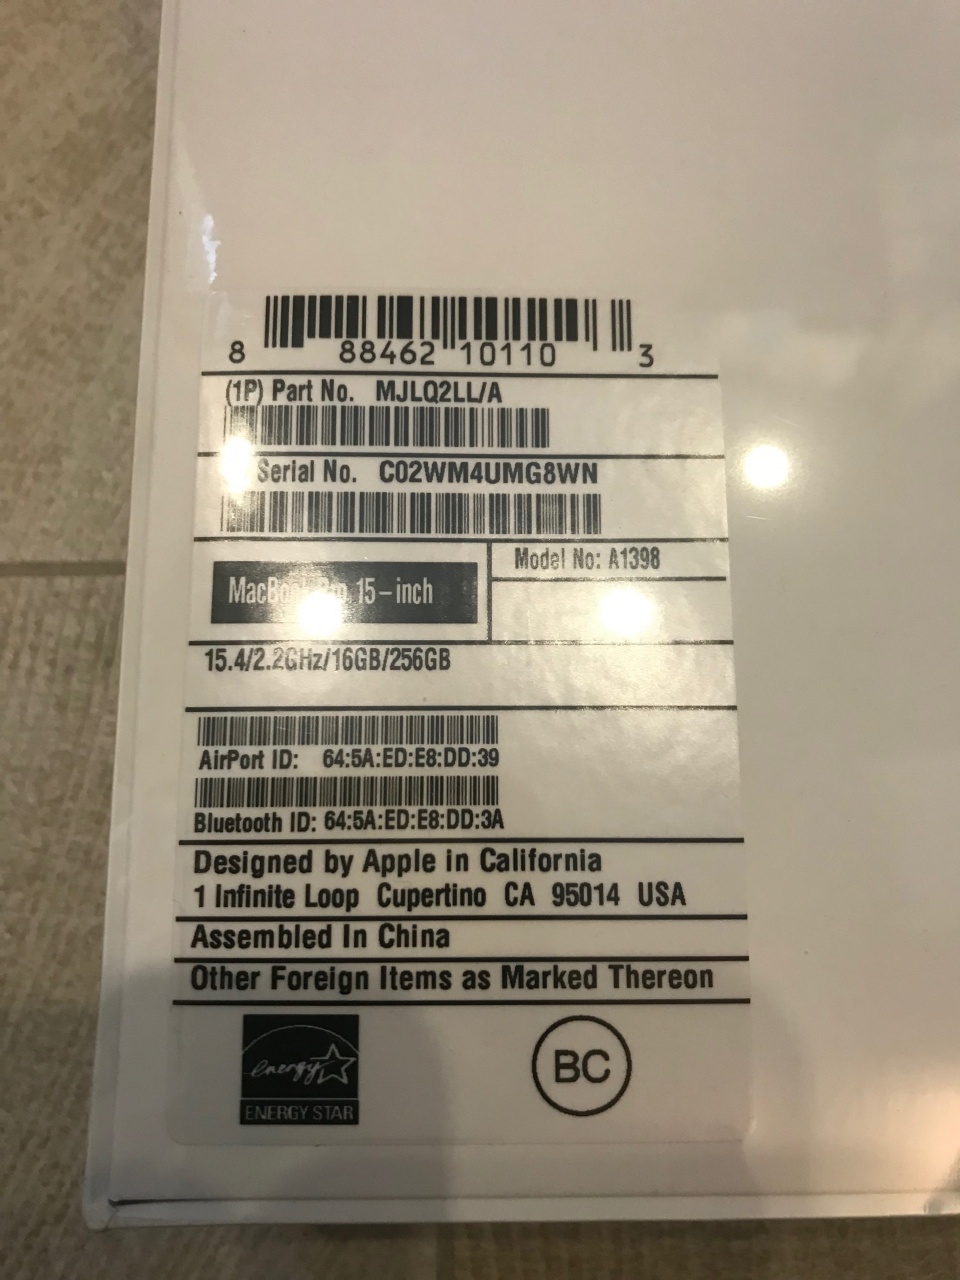 8 88462 10110 3
(1P) Part No. MJLQ2LL/A
Serial No. C02WM4UMG8WN
MacBook Pro 15-inch
Model No: A1398
15.4/2.2GHz/16GB/256GB
AirPort ID: 64:5A:ED:E8:DD:39
Bluetooth ID: 64:5A:ED:E8:DD:3A
Designed by Apple in California
1 Infinite Loop Cupertino CA 95014 USA
Assembled In China
Other Foreign Items as Marked Thereon
energy
ENERGY STAR
BC